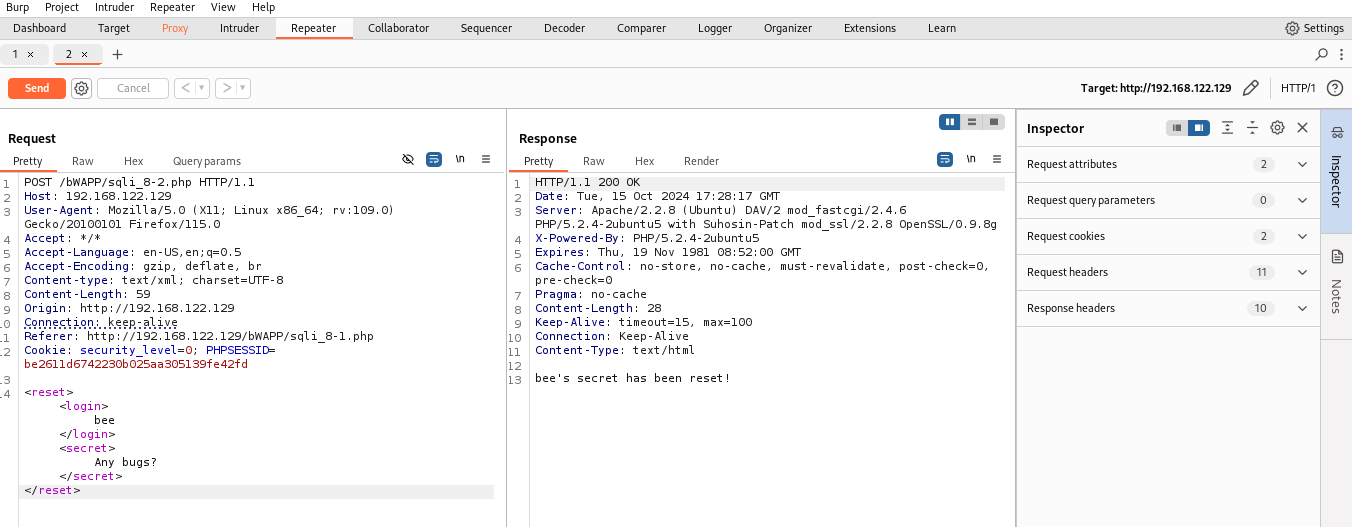 Burp Project Intruder Repeater View Help
Dashboard Target Proxy Intruder Repeater Collaborator Sequencer Decoder Comparer Logger Organizer Extensions Learn Settings
1 × 2 × +
Send Cancel < > Target: http://192.168.122.129 HTTP/1 ?
Request
Pretty Raw Hex Query params \n
1 POST /bWAPP/sqli_8-2.php HTTP/1.1
2 Host: 192.168.122.129
3 User-Agent: Mozilla/5.0 (X11; Linux x86_64; rv:109.0)
Gecko/20100101 Firefox/115.0
4 Accept: */*
5 Accept-Language: en-US,en;q=0.5
6 Accept-Encoding: gzip, deflate, br
7 Content-type: text/xml; charset=UTF-8
8 Content-Length: 59
9 Origin: http://192.168.122.129
10 Connection: keep-alive
11 Referer: http://192.168.122.129/bWAPP/sqli_8-1.php
12 Cookie: security_level=0; PHPSESSID=
be2611d6742230b025aa305139fe42fd
13
14 <reset>
<login>
bee
</login>
<secret>
Any bugs?
</secret>
</reset>
Response
Pretty Raw Hex Render \n
1 HTTP/1.1 200 OK
2 Date: Tue, 15 Oct 2024 17:28:17 GMT
3 Server: Apache/2.2.8 (Ubuntu) DAV/2 mod_fastcgi/2.4.6
PHP/5.2.4-2ubuntu5 with Suhosin-Patch mod_ssl/2.2.8 OpenSSL/0.9.8g
4 X-Powered-By: PHP/5.2.4-2ubuntu5
5 Expires: Thu, 19 Nov 1981 08:52:00 GMT
6 Cache-Control: no-store, no-cache, must-revalidate, post-check=0,
pre-check=0
7 Pragma: no-cache
8 Content-Length: 28
9 Keep-Alive: timeout=15, max=100
10 Connection: Keep-Alive
11 Content-Type: text/html
12
13 bee's secret has been reset!
Inspector
Request attributes 2
Request query parameters 0
Request cookies 2
Request headers 11
Response headers 10
Inspector
Notes